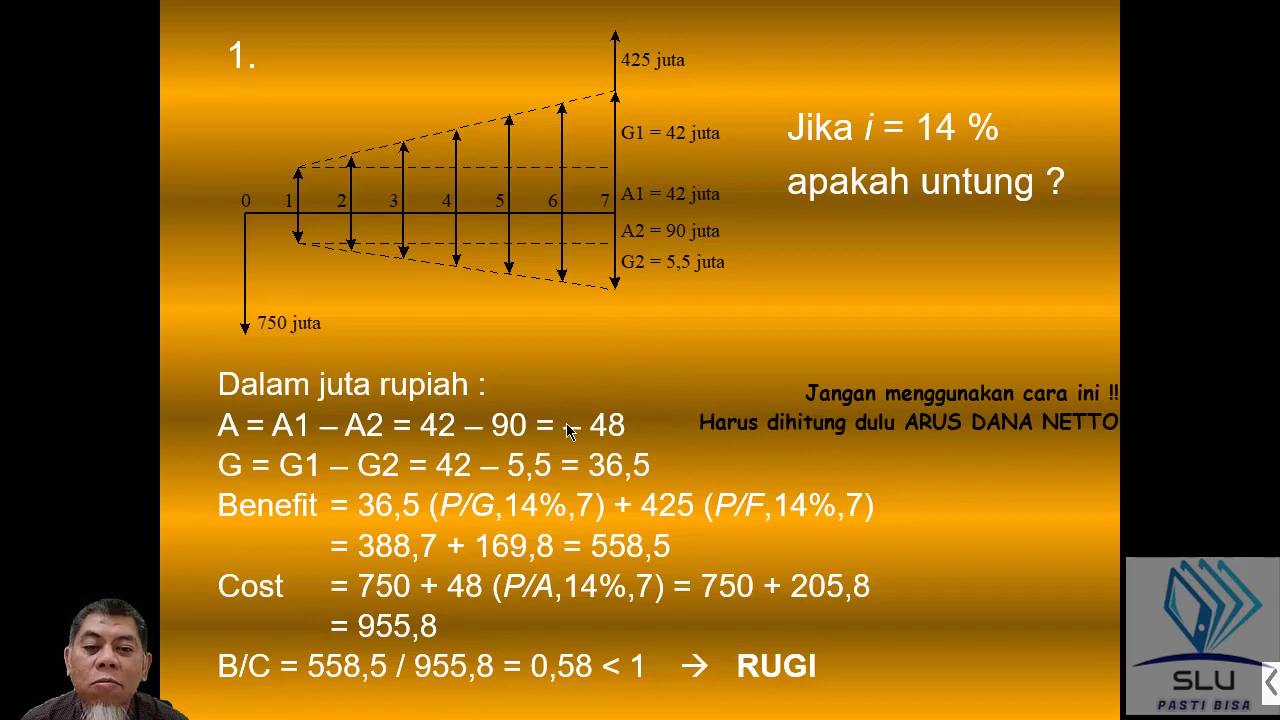 1.
425 juta
G1 = 42 juta
Jika i = 14 %
apakah untung ?
0 1 2 3 4 5 6 7
A1 = 42 juta
A2 = 90 juta
G2 = 5,5 juta
750 juta
Dalam juta rupiah :
A = A1 – A2 = 42 – 90 = – 48
G = G1 – G2 = 42 – 5,5 = 36,5
Benefit = 36,5 (P/G,14%,7) + 425 (P/F,14%,7)
= 388,7 + 169,8 = 558,5
Cost = 750 + 48 (P/A,14%,7) = 750 + 205,8
= 955,8
B/C = 558,5 / 955,8 = 0,58 < 1 → RUGI
Jangan menggunakan cara ini !!
Harus dihitung dulu ARUS DANA NETTO
SLU
PASTI BISA